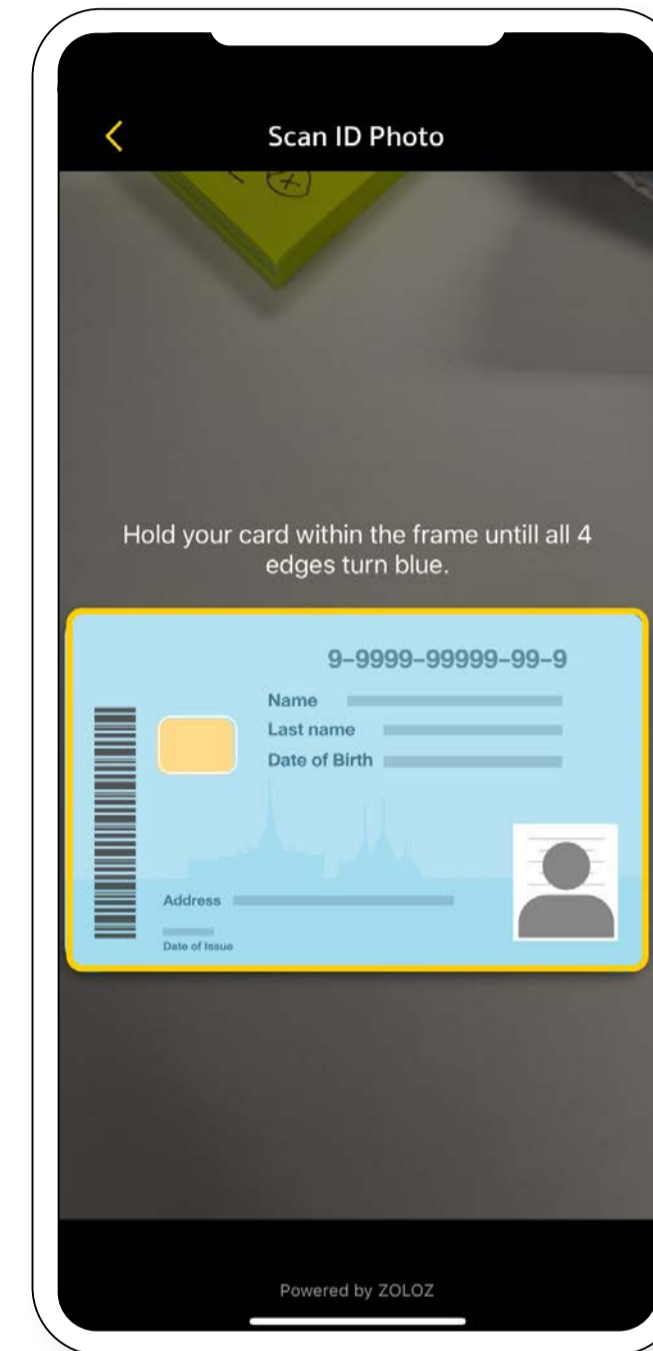 Scan ID Photo
Hold your card within the frame untill all 4
edges turn blue.
9-9999-99999-99-9
Name
Last name
Date of Birth
Address
Date of Issue
Powered by ZOLOZ